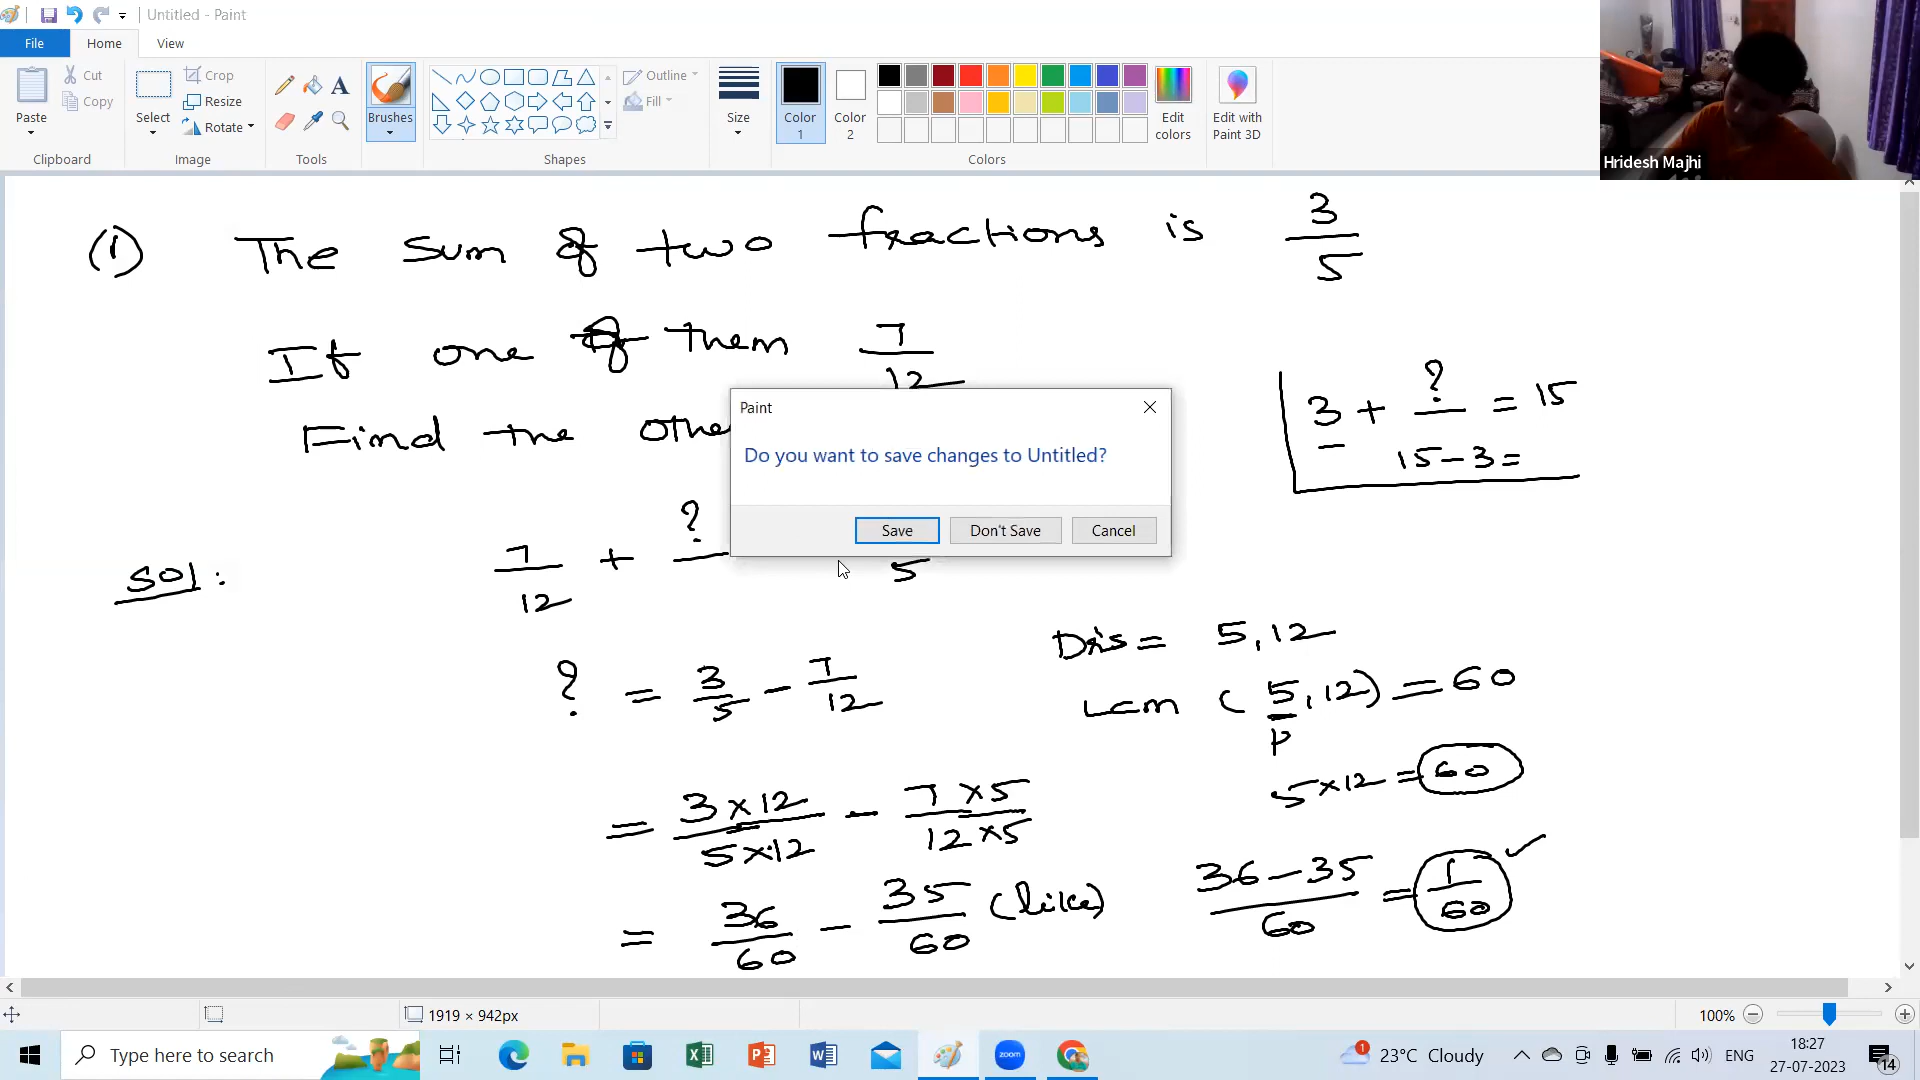 Untitled - Paint
File Home View
Paste Cut Copy Clipboard
Select Crop Resize Rotate Image
Tools
Brushes
Shapes Outline Fill
Size
Color 1 Color 2 Colors
Edit colors
Edit with Paint 3D
Hridesh Majhi
(1) The sum of two fractions is 3/5
If one of them 7/12
Find the othe
3 + ? = 15
15 - 3 =
Paint
Do you want to save changes to Untitled?
Save Don't Save Cancel
Sol: 7/12 + ? 5
? = 3/5 - 7/12
5, 12
LCM (5, 12) = 60
P
5 × 12 = 60
= 3×12/5×12 - 7×5/12×5
= 36/60 - 35/60 (like)
36 - 35/60 = 1/60 ✓
1919 × 942px 100%
Type here to search
zoom
1 23°C Cloudy ENG 18:27
27-07-2023 14